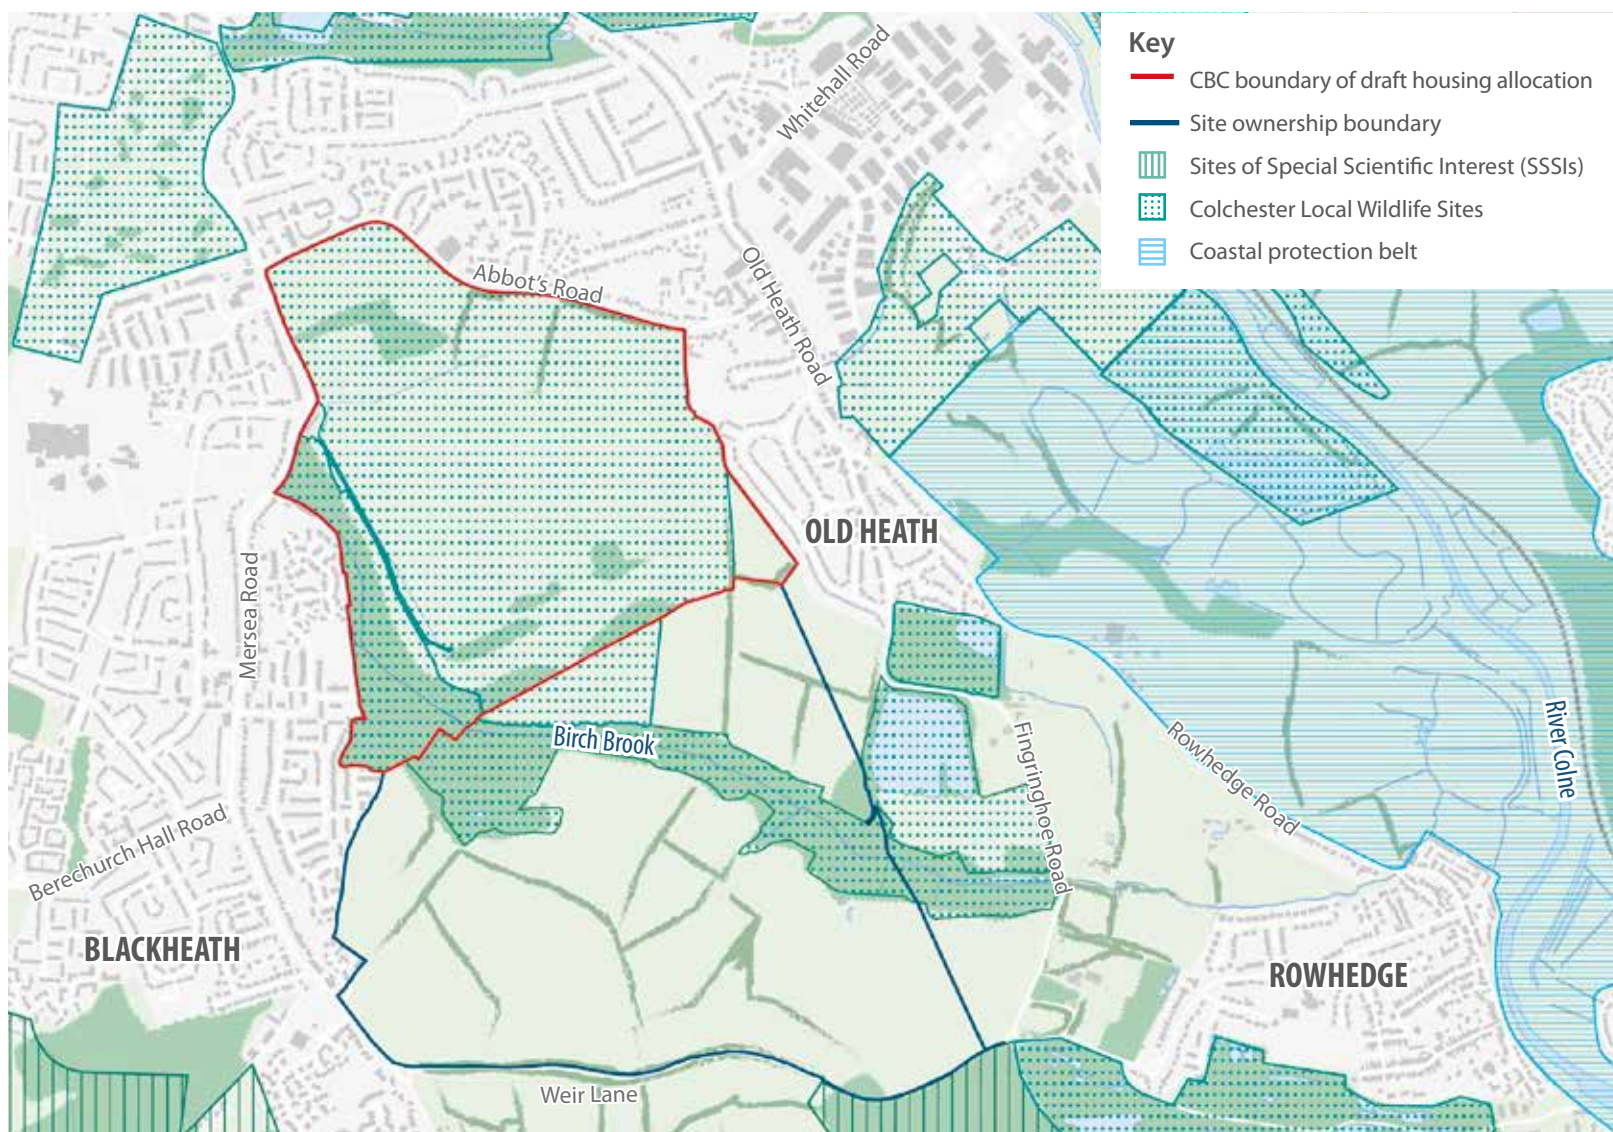 Key
CBC boundary of draft housing allocation
Site ownership boundary
Sites of Special Scientific Interest (SSSIs)
Colchester Local Wildlife Sites
Coastal protection belt
Whitehall Road
Abbot's Road
Old Heath Road
OLD HEATH
Mersea Road
Birch Brook
Fingringhoe Road
Rowhedge Road
River Colne
Berechurch Hall Road
BLACKHEATH
ROWHEDGE
Weir Lane